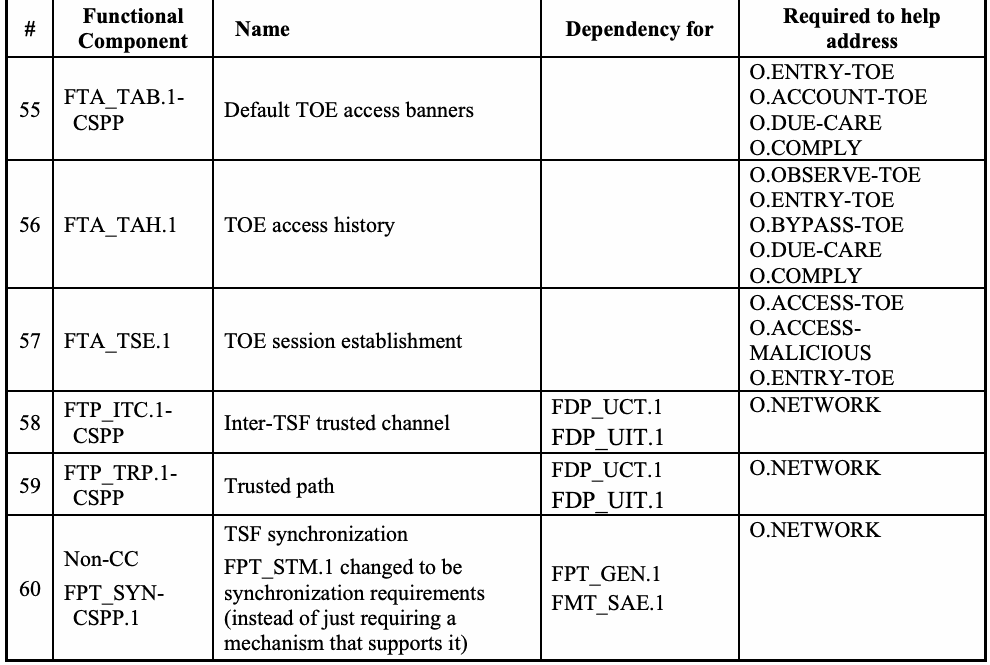 # Functional Component Name Dependency for Required to help address
55 FTA_TAB.1-CSPP Default TOE access banners O.ENTRY-TOE
O.ACCOUNT-TOE
O.DUE-CARE
O.COMPLY
56 FTA_TAH.1 TOE access history O.OBSERVE-TOE
O.ENTRY-TOE
O.BYPASS-TOE
O.DUE-CARE
O.COMPLY
57 FTA_TSE.1 TOE session establishment O.ACCESS-TOE
O.ACCESS-
MALICIOUS
O.ENTRY-TOE
58 FTP_ITC.1-CSPP Inter-TSF trusted channel FDP_UCT.1
FDP_UIT.1
O.NETWORK
59 FTP_TRP.1-CSPP Trusted path FDP_UCT.1
FDP_UIT.1
O.NETWORK
60 Non-CC
FPT_SYN-CSPP.1
TSF synchronization
FPT_STM.1 changed to be
synchronization requirements
(instead of just requiring a
mechanism that supports it)
FPT_GEN.1
FMT_SAE.1
O.NETWORK